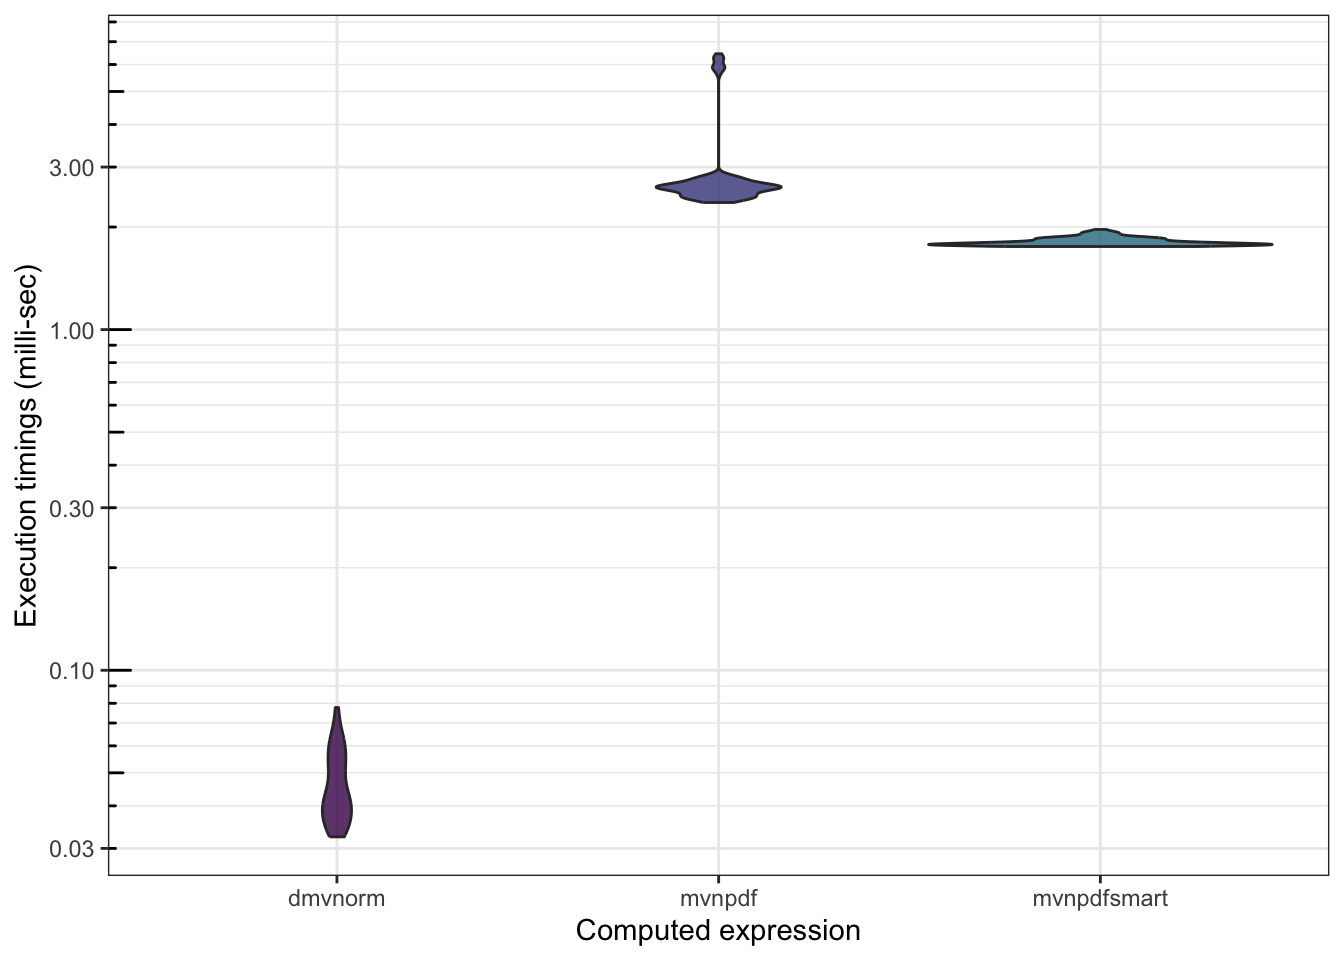 Execution timings (milli-sec)
3.00
1.00
0.30
0.10
0.03
dmvnorm mvnpdf mvnpdfsmart
Computed expression